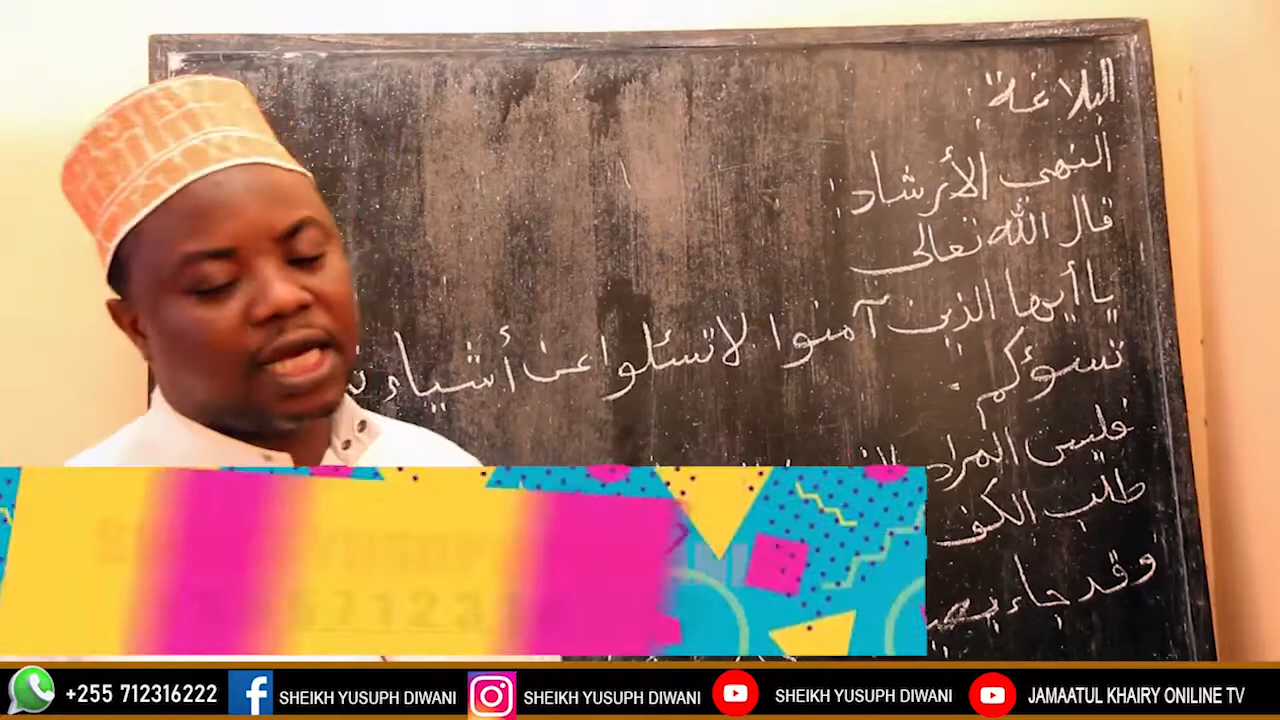 البلاغة:
النهي الأرشاد:
قال الله تعالى
يا أيها الذين آمنوا لا تسئلوا عن أشياء
تسؤكم.
فليس المراد
طلب الكف
وقد جاء
+255 712316222 SHEIKH YUSUPH DIWANI SHEIKH YUSUPH DIWANI SHEIKH YUSUPH DIWANI JAMAATUL KHAIRY ONILINE TV